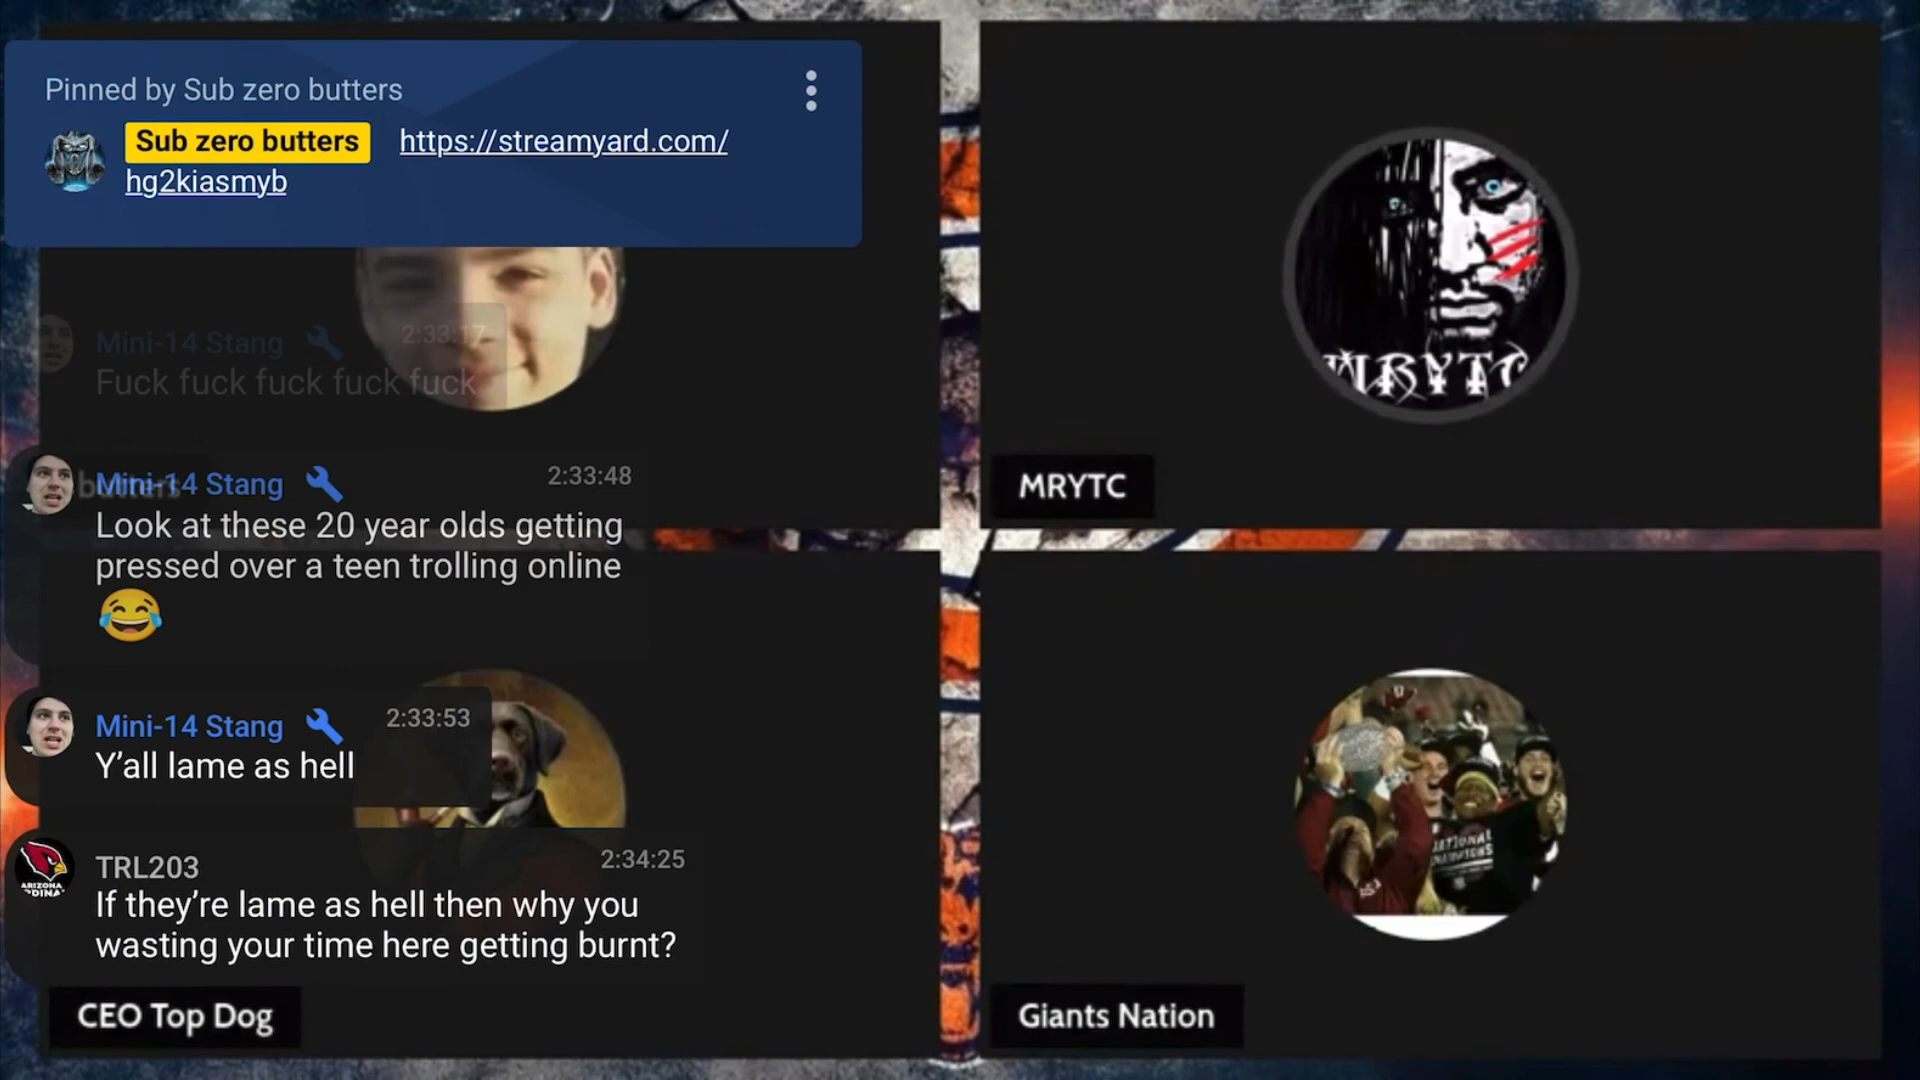 Pinned by Sub zero butters
Sub zero butters https://streamyard.com/
hg2kiasmyb
Mini-14 Stang 2:33:17
Fuck fuck fuck fuck fuck
Mini-14 Stang 2:33:48
butters
Look at these 20 year olds getting
pressed over a teen trolling online
😂
Mini-14 Stang 2:33:53
Y'all lame as hell
TRL203 2:34:25
If they're lame as hell then why you
wasting your time here getting burnt?
ARIZONA
CEO Top Dog
MRYTC
MRYTC
NATIONAL
CHAMPIONS
Giants Nation